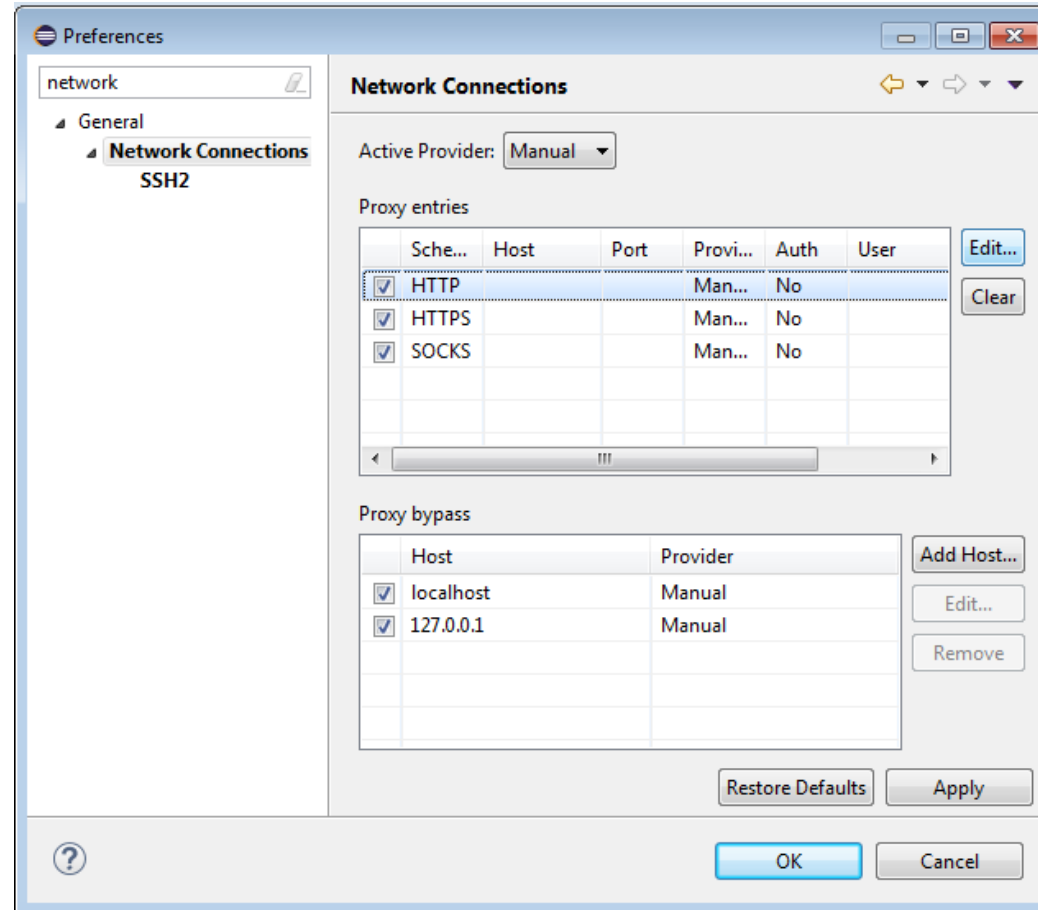 Preferences
network
General
Network Connections
SSH2
Network Connections
Active Provider: Manual
Proxy entries
Sche... Host Port Provi... Auth User
HTTP Man... No
HTTPS Man... No
SOCKS Man... No
Edit...
Clear
Proxy bypass
Host Provider
localhost Manual
127.0.0.1 Manual
Add Host...
Edit...
Remove
Restore Defaults Apply
? OK Cancel